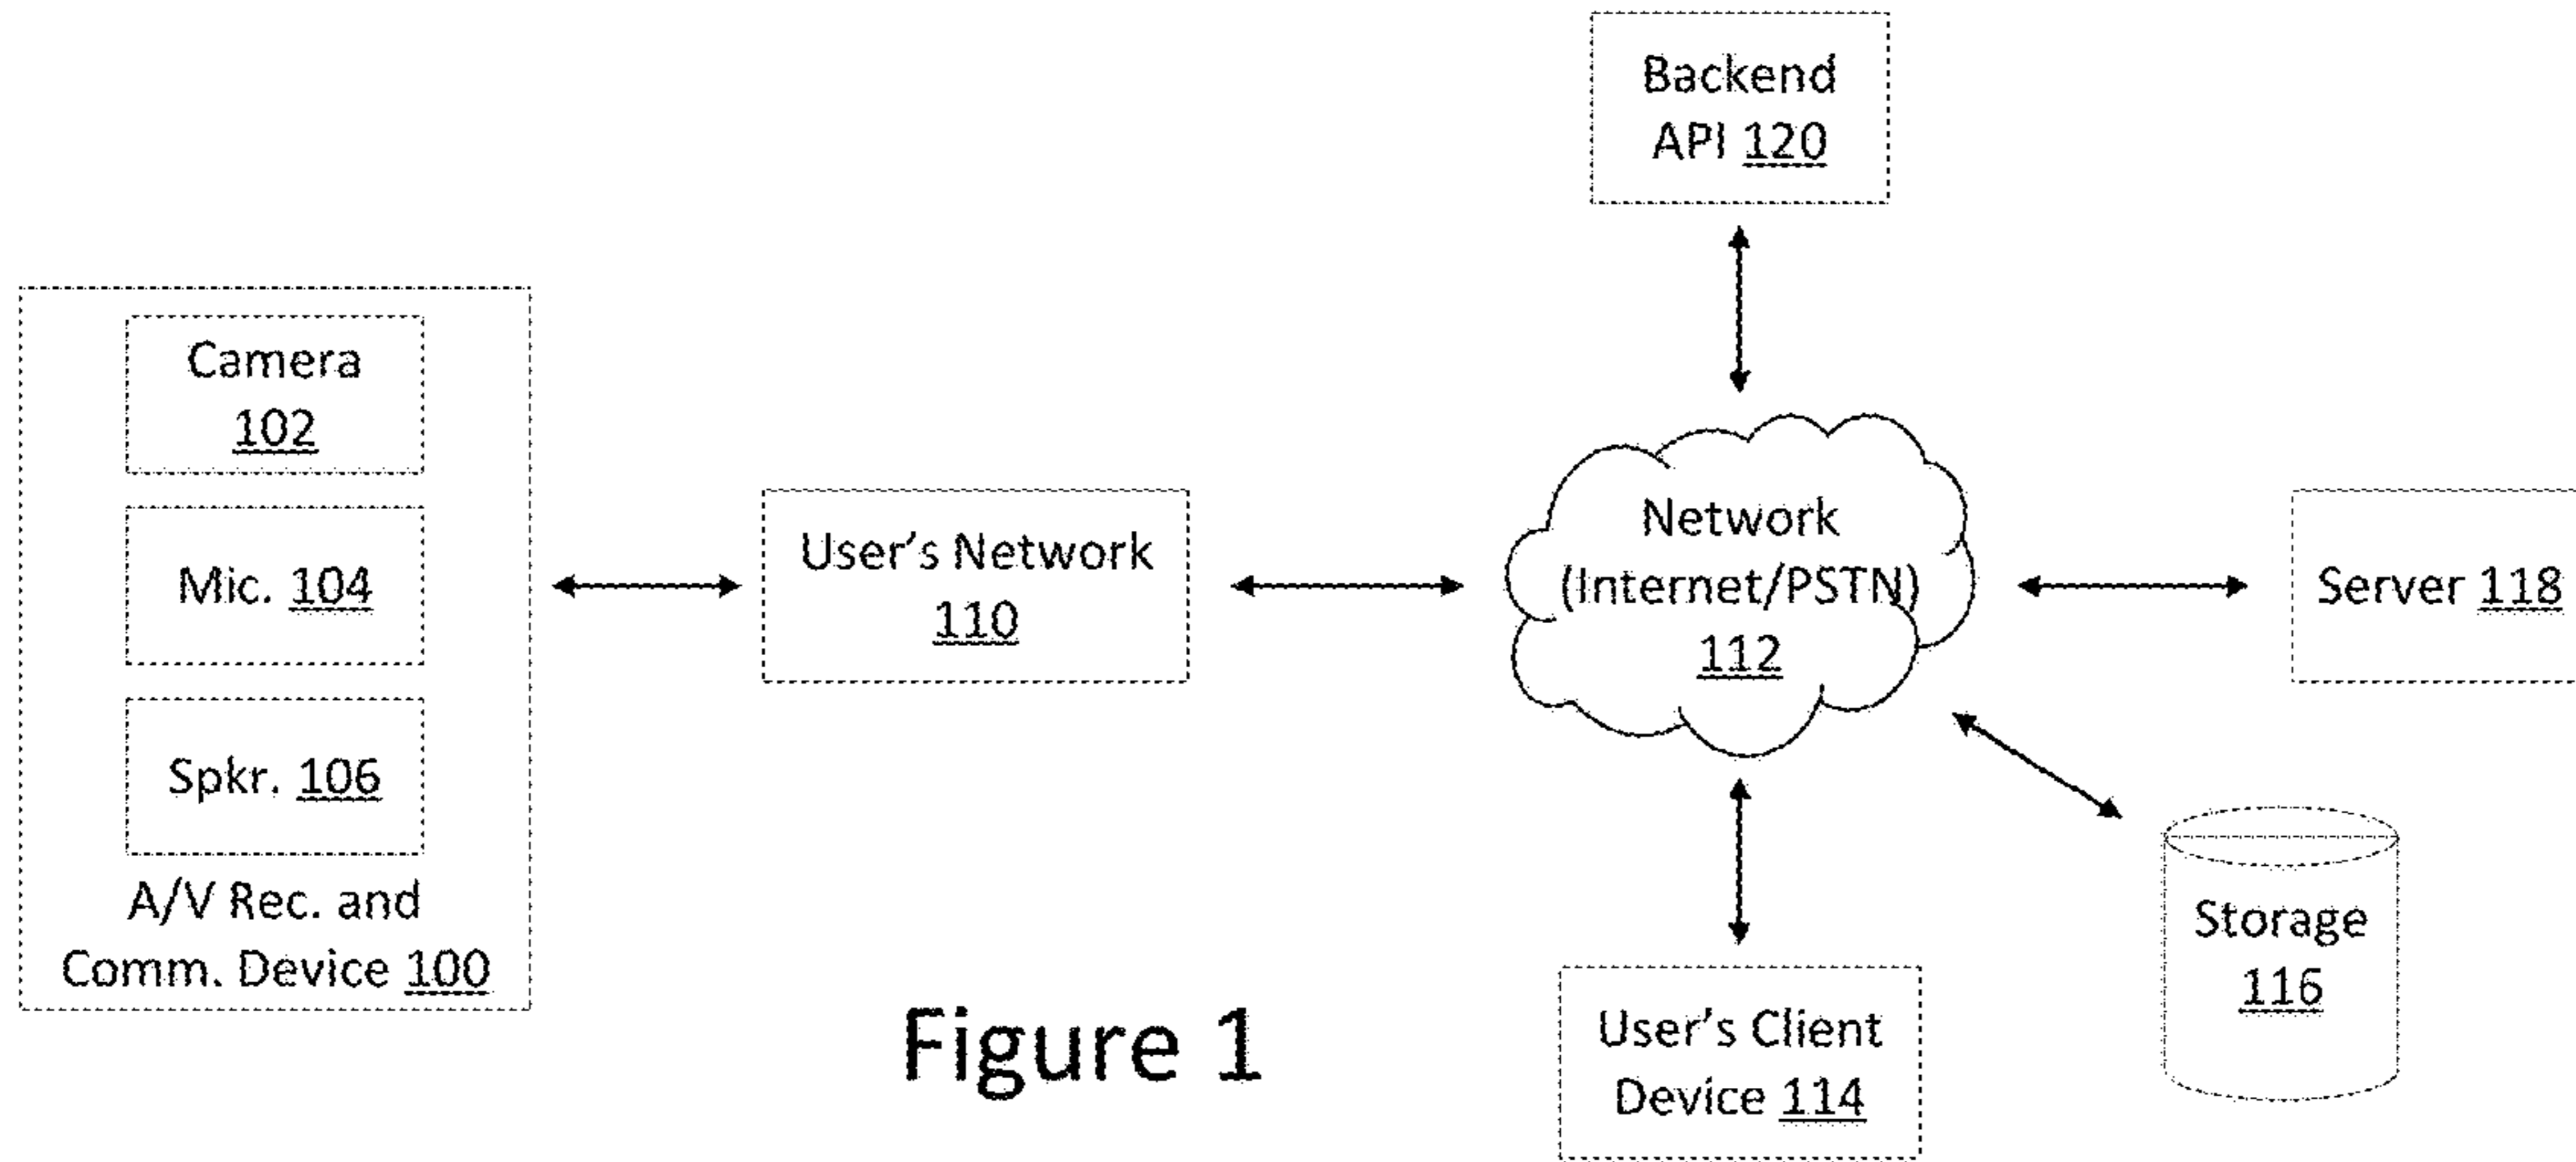 Backend
API 120
Camera
102
Mic. 104
Spkr. 106
A/V Rec. and
Comm. Device 100
User's Network
110
Network
(Internet/PSTN)
112
Server 118
Storage
116
User's Client
Device 114
Figure 1